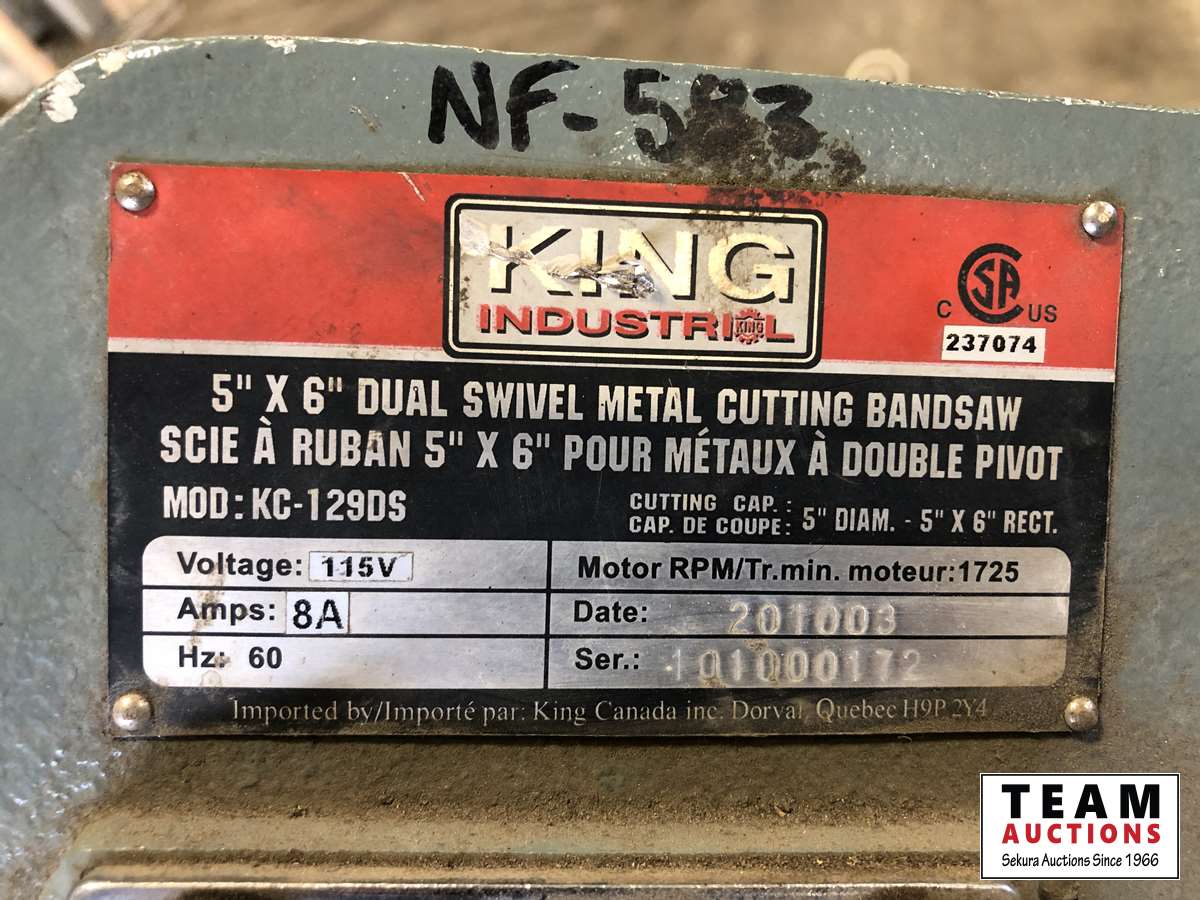 NF-583
KING
INDUSTRIAL
KING
CSA
C US
237074
5" X 6" DUAL SWIVEL METAL CUTTING BANDSAW
SCIE À RUBAN 5" X 6" POUR MÉTAUX À DOUBLE PIVOT
MOD: KC-129DS
CUTTING CAP. :
CAP. DE COUPE: 5" DIAM. - 5" X 6" RECT.
Voltage: 115V
Motor RPM/Tr.min. moteur:1725
Amps: 8A
Date: 201003
Hz: 60
Ser.: 101000172
Imported by/Importé par: King Canada inc. Dorval, Quebec H9P 2Y4
TEAM
AUCTIONS
Sekura Auctions Since 1966